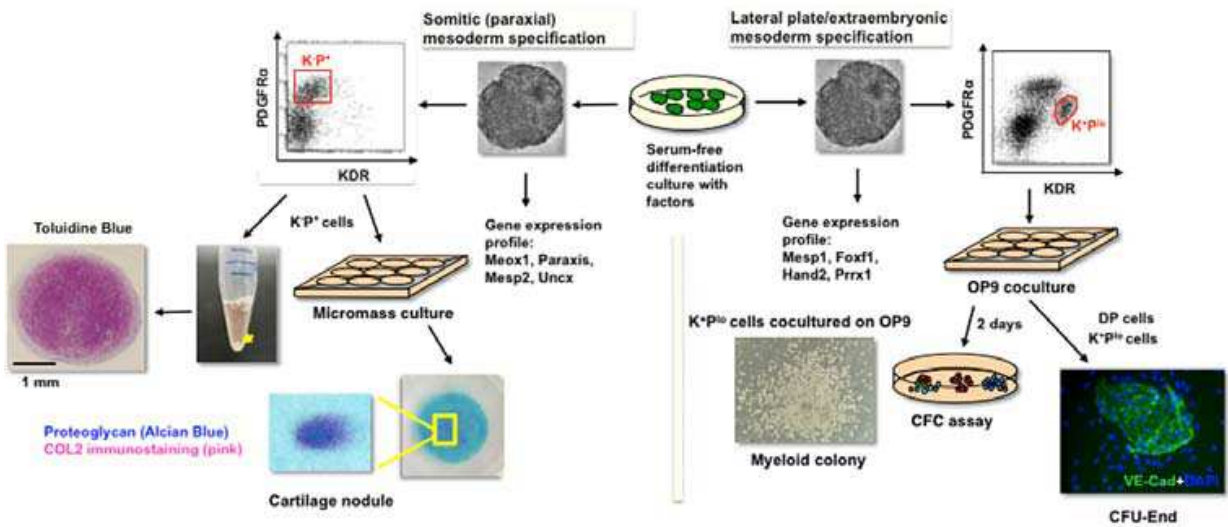 Somitic (paraxial)
mesoderm specification
Lateral plate/extraembryonic
mesoderm specification
PDGFRα
K-P+
KDR
PDGFRα
K+Plo
KDR
Serum-free
differentiation
culture with
factors
K-P+ cells
Gene expression
profile:
Meox1, Paraxis,
Mesp2, Uncx
Gene expression
profile:
Mesp1, Foxf1,
Hand2, Prrx1
Toluidine Blue
1 mm
Micromass culture
OP9 coculture
K+Plo cells cocultured on OP9
2 days
DP cells
K+Plo cells
CFC assay
Myeloid colony
Proteoglycan (Alcian Blue)
COL2 immunostaining (pink)
Cartilage nodule
VE-Cad+DAPI
CFU-End